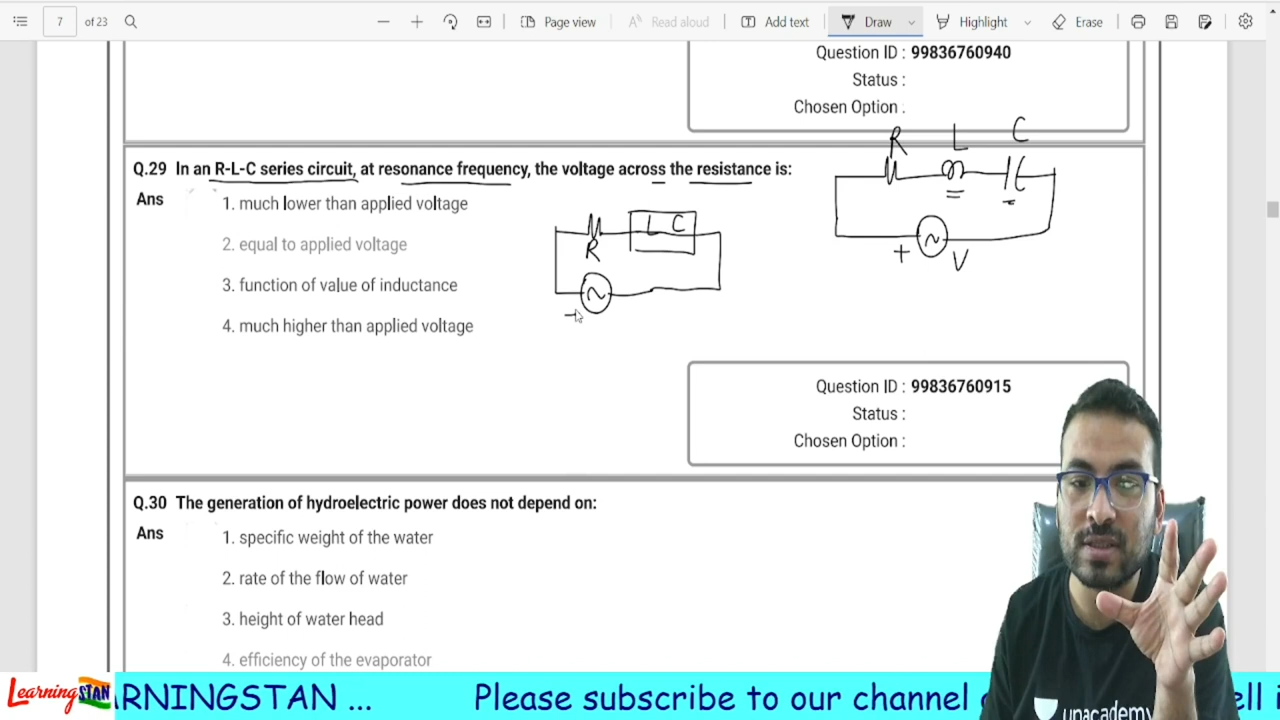 7 of 23
Page view
Read aloud
Add text
Draw
Highlight
Erase
Question ID : 99836760940
Status :
Chosen Option :
Q.29 In an R-L-C series circuit, at resonance frequency, the voltage across the resistance is:
Ans
1. much lower than applied voltage
2. equal to applied voltage
3. function of value of inductance
4. much higher than applied voltage
R L C
+ V
L C
R
Question ID : 99836760915
Status :
Chosen Option :
Q.30 The generation of hydroelectric power does not depend on:
Ans
1. specific weight of the water
2. rate of the flow of water
3. height of water head
4. efficiency of the evaporator
unacademy
LearningSTAN
ARNINGSTAN ... Please subscribe to our channel